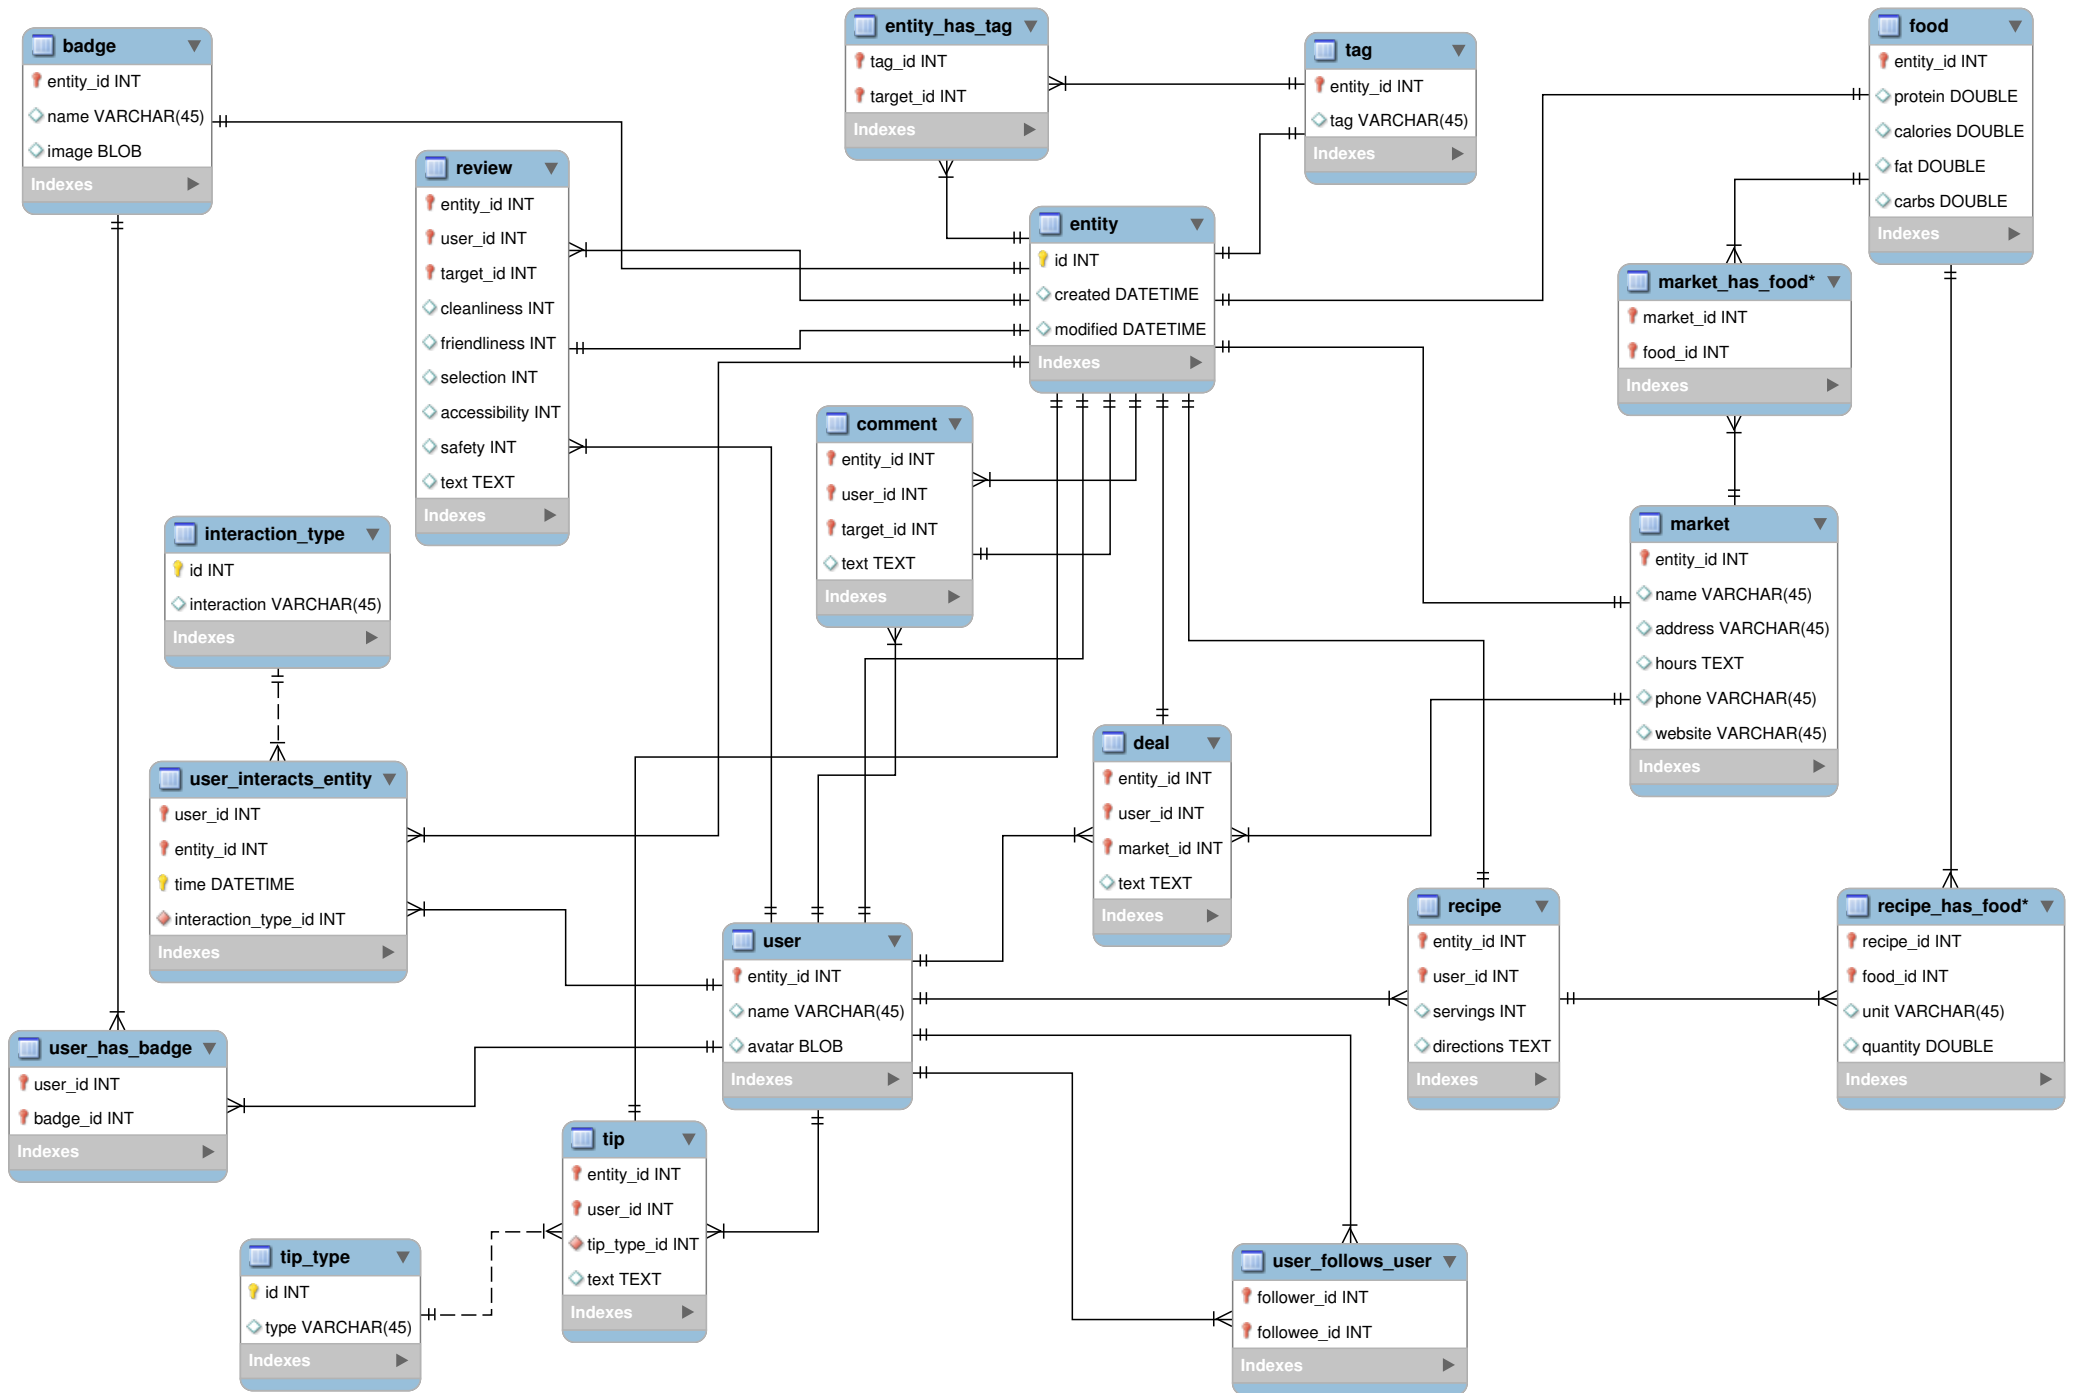 badge
entity_id INT
name VARCHAR(45)
image BLOB
Indexes
entity_has_tag
tag_id INT
target_id INT
Indexes
tag
entity_id INT
tag VARCHAR(45)
Indexes
food
entity_id INT
protein DOUBLE
calories DOUBLE
fat DOUBLE
carbs DOUBLE
Indexes
review
entity_id INT
user_id INT
target_id INT
cleanliness INT
friendliness INT
selection INT
accessibility INT
safety INT
text TEXT
Indexes
entity
id INT
created DATETIME
modified DATETIME
Indexes
market_has_food*
market_id INT
food_id INT
Indexes
comment
entity_id INT
user_id INT
target_id INT
text TEXT
Indexes
interaction_type
id INT
interaction VARCHAR(45)
Indexes
market
entity_id INT
name VARCHAR(45)
address VARCHAR(45)
hours TEXT
phone VARCHAR(45)
website VARCHAR(45)
Indexes
user_interacts_entity
user_id INT
entity_id INT
time DATETIME
interaction_type_id INT
Indexes
deal
entity_id INT
user_id INT
market_id INT
text TEXT
Indexes
user
entity_id INT
name VARCHAR(45)
avatar BLOB
Indexes
recipe
entity_id INT
user_id INT
servings INT
directions TEXT
Indexes
recipe_has_food*
recipe_id INT
food_id INT
unit VARCHAR(45)
quantity DOUBLE
Indexes
user_has_badge
user_id INT
badge_id INT
Indexes
tip
entity_id INT
user_id INT
tip_type_id INT
text TEXT
Indexes
tip_type
id INT
type VARCHAR(45)
Indexes
user_follows_user
follower_id INT
followee_id INT
Indexes